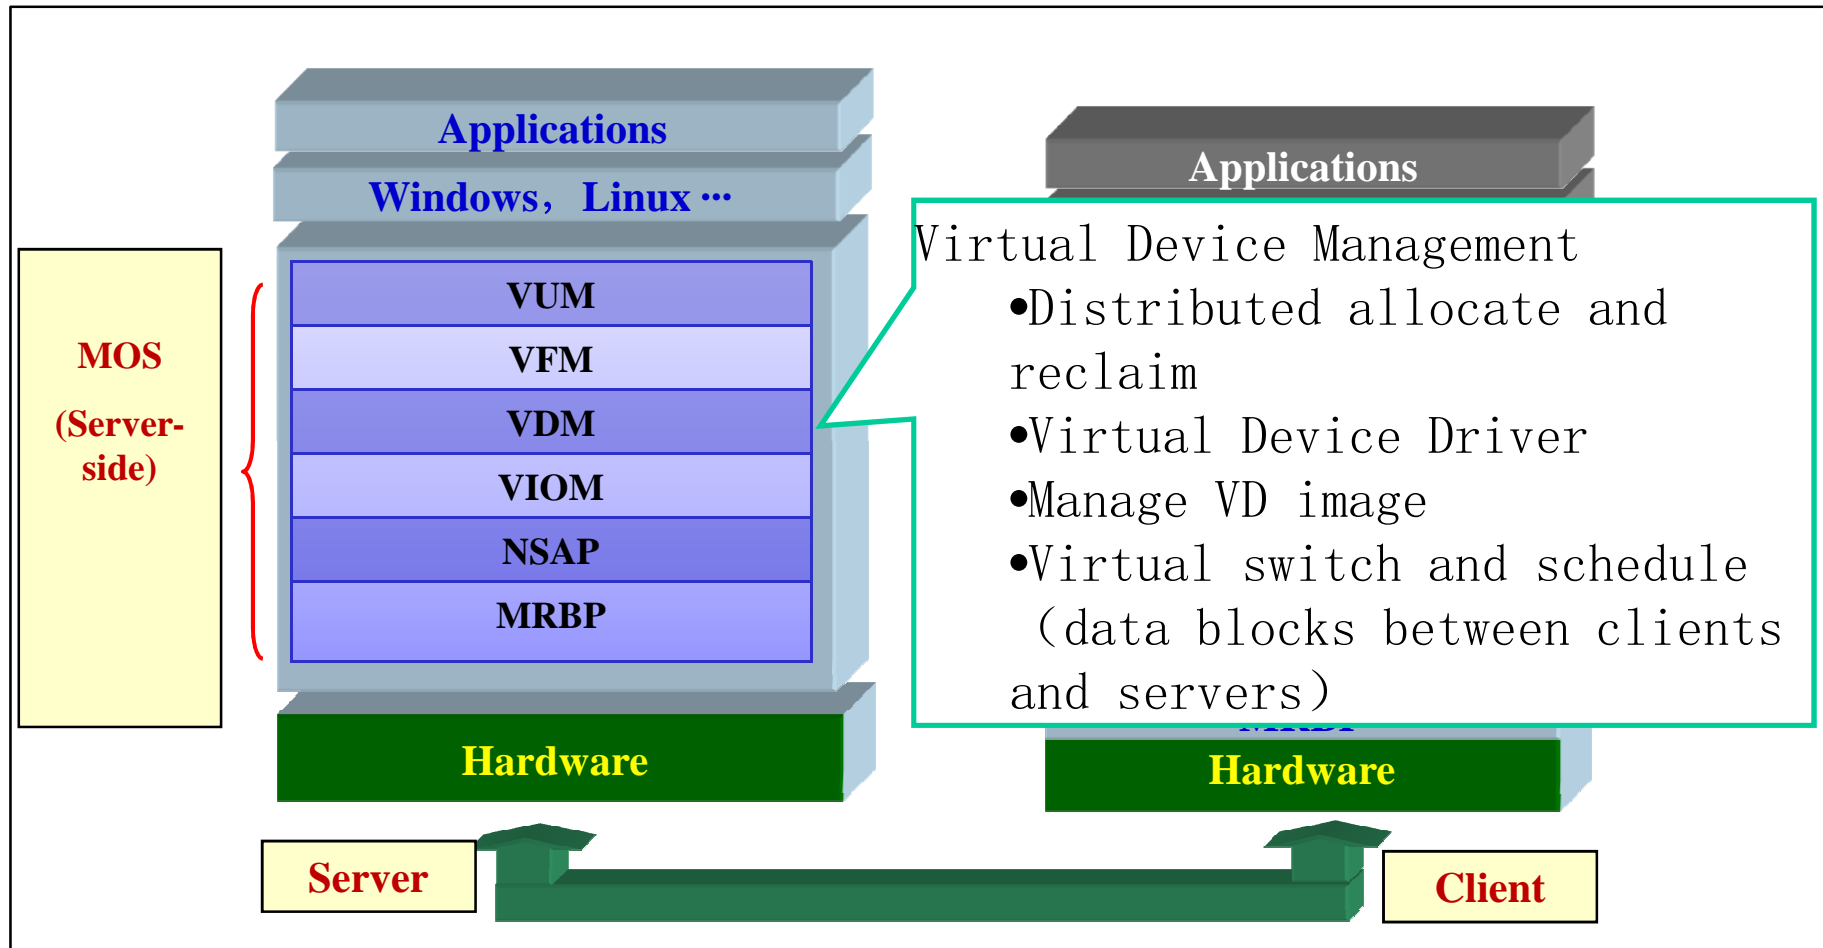 Applications
Windows， Linux ···
MOS
(Server-
side)
VUM
VFM
VDM
VIOM
NSAP
MRBP
Hardware
Server
Applications
Virtual Device Management
•Distributed allocate and
reclaim
•Virtual Device Driver
•Manage VD image
•Virtual switch and schedule
（data blocks between clients
and servers）
Hardware
Client